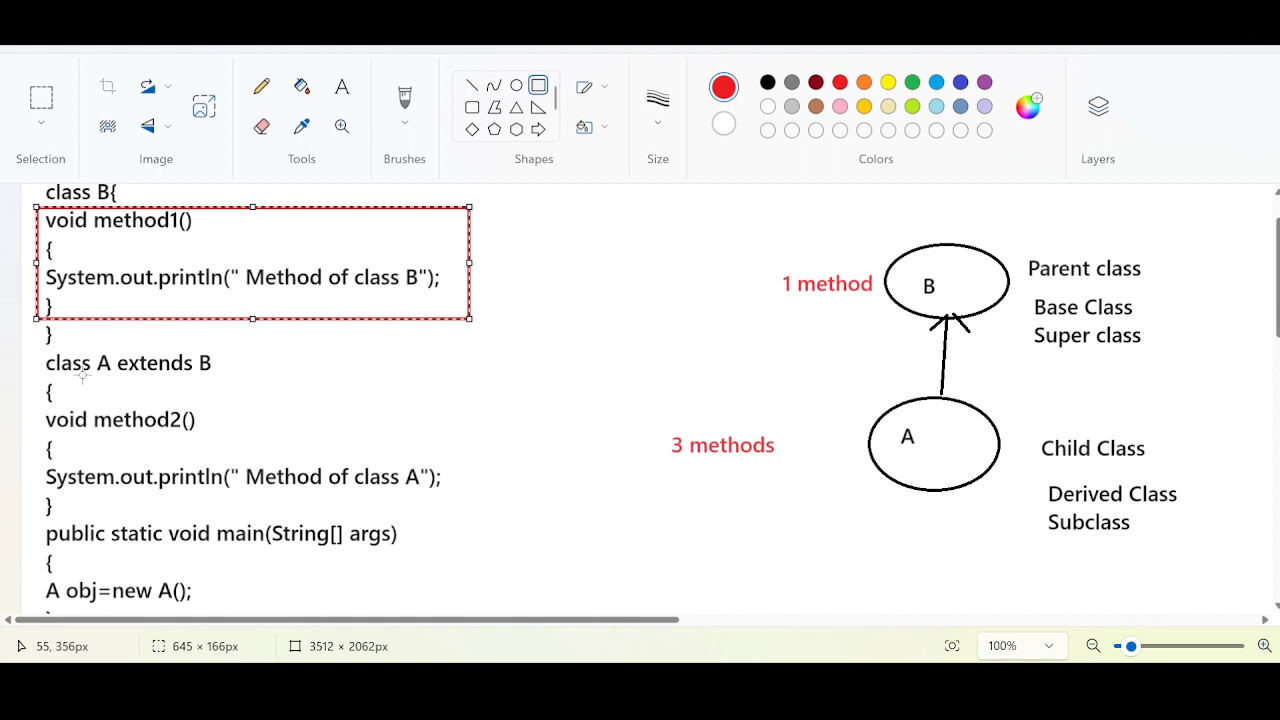 Selection
Image
Tools
Brushes
Shapes
Size
Colors
Layers
class B{
void method1()
{
System.out.println(" Method of class B");
}
}
class A extends B
{
void method2()
{
System.out.println(" Method of class A");
}
public static void main(String[] args)
{
A obj=new A();
1 method
B
Parent class
Base Class
Super class
3 methods
A
Child Class
Derived Class
Subclass
55, 356px
645 × 166px
3512 × 2062px
100%